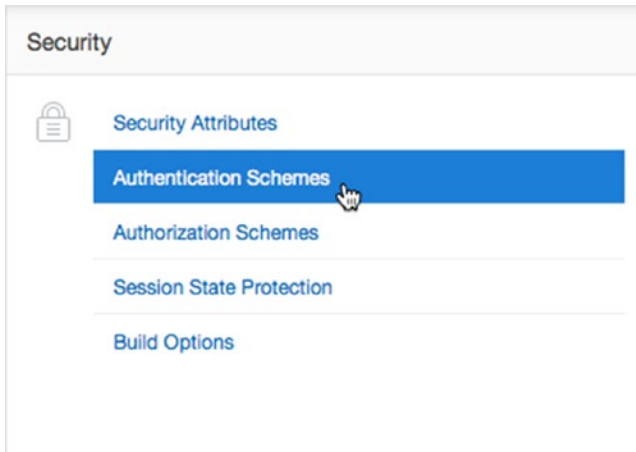 Security
Security Attributes
Authentication Schemes
Authorization Schemes
Session State Protection
Build Options